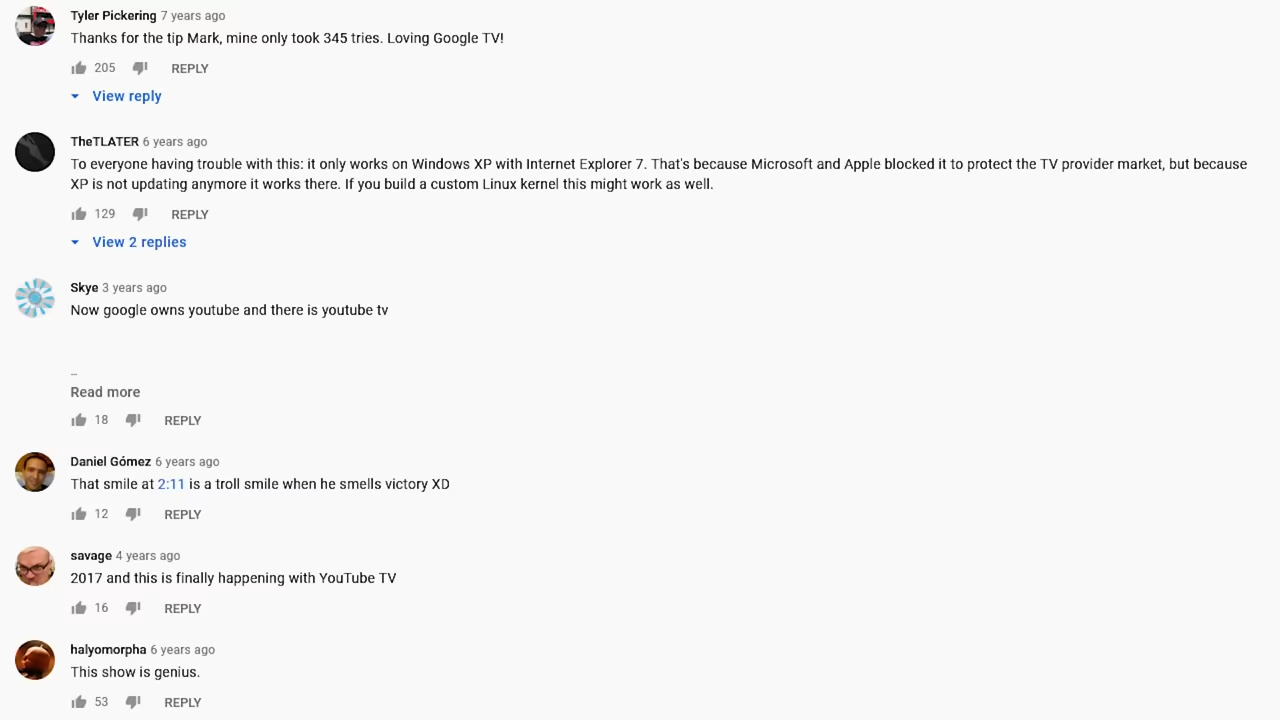 Tyler Pickering 7 years ago
Thanks for the tip Mark, mine only took 345 tries. Loving Google TV!
205 REPLY
View reply
TheTLATER 6 years ago
To everyone having trouble with this: it only works on Windows XP with Internet Explorer 7. That's because Microsoft and Apple blocked it to protect the TV provider market, but because
XP is not updating anymore it works there. If you build a custom Linux kernel this might work as well.
129 REPLY
View 2 replies
Skye 3 years ago
Now google owns youtube and there is youtube tv
_
Read more
18 REPLY
Daniel Gómez 6 years ago
That smile at 2:11 is a troll smile when he smells victory XD
12 REPLY
savage 4 years ago
2017 and this is finally happening with YouTube TV
16 REPLY
halyomorpha 6 years ago
This show is genius.
53 REPLY